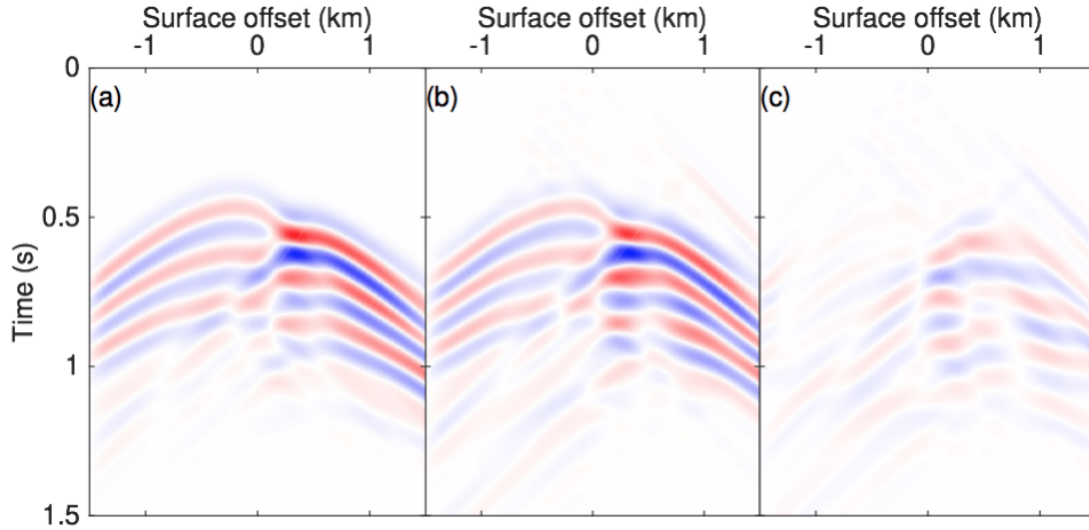 Surface offset (km) Surface offset (km) Surface offset (km)
-1 0 1 -1 0 1 -1 0 1
0
(a) (b) (c)
0.5
Time (s)
1
1.5